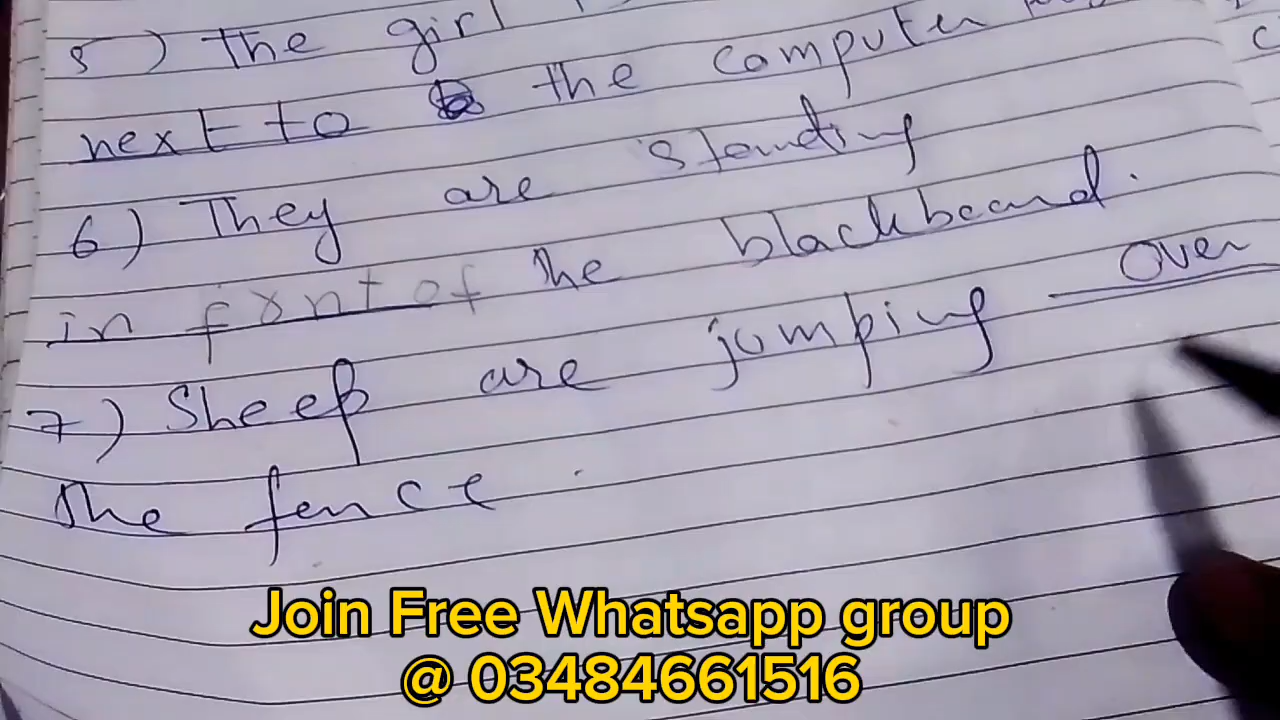 5) The girl
next to the computer
6) They are standing
in front of the blackboard.
7) Sheep are jumping over
the fence.
Join Free Whatsapp group
@ 03484661516